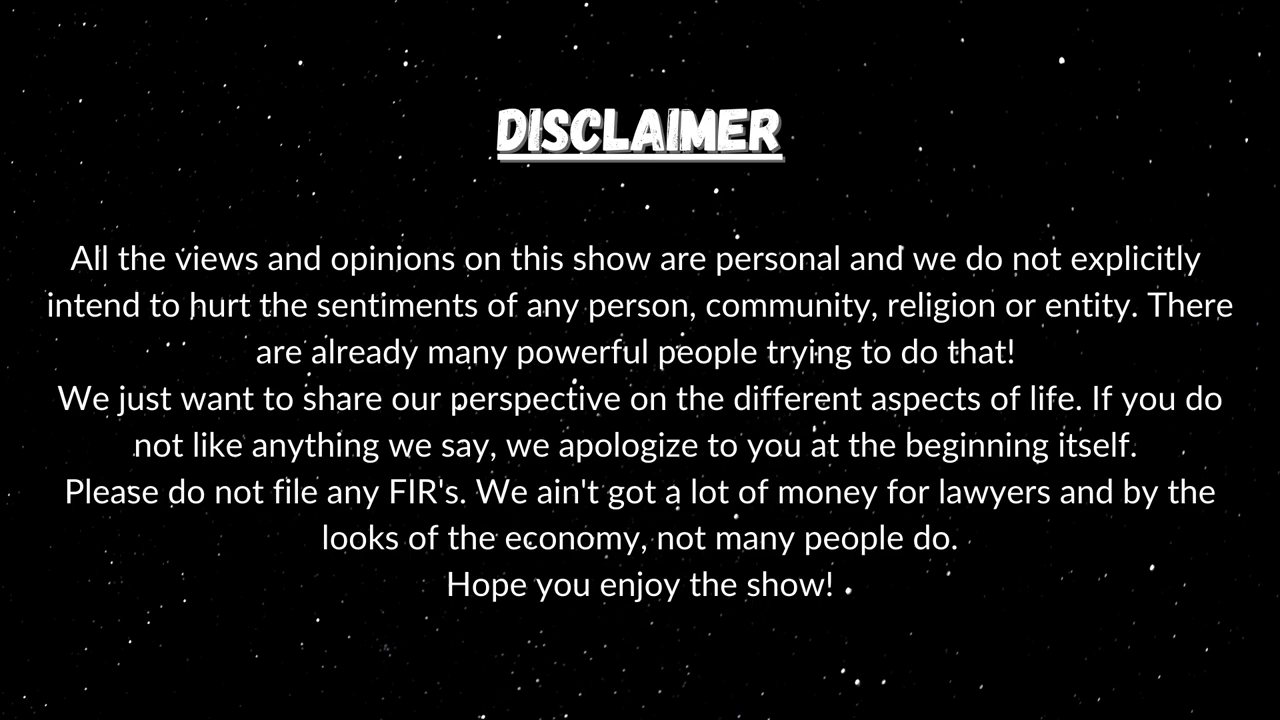 DISCLAIMER
All the views and opinions on this show are personal and we do not explicitly
intend to hurt the sentiments of any person, community, religion or entity. There
are already many powerful people trying to do that!
We just want to share our perspective on the different aspects of life. If you do
not like anything we say, we apologize to you at the beginning itself.
Please do not file any FIR's. We ain't got a lot of money for lawyers and by the
looks of the economy, not many people do.
Hope you enjoy the show!